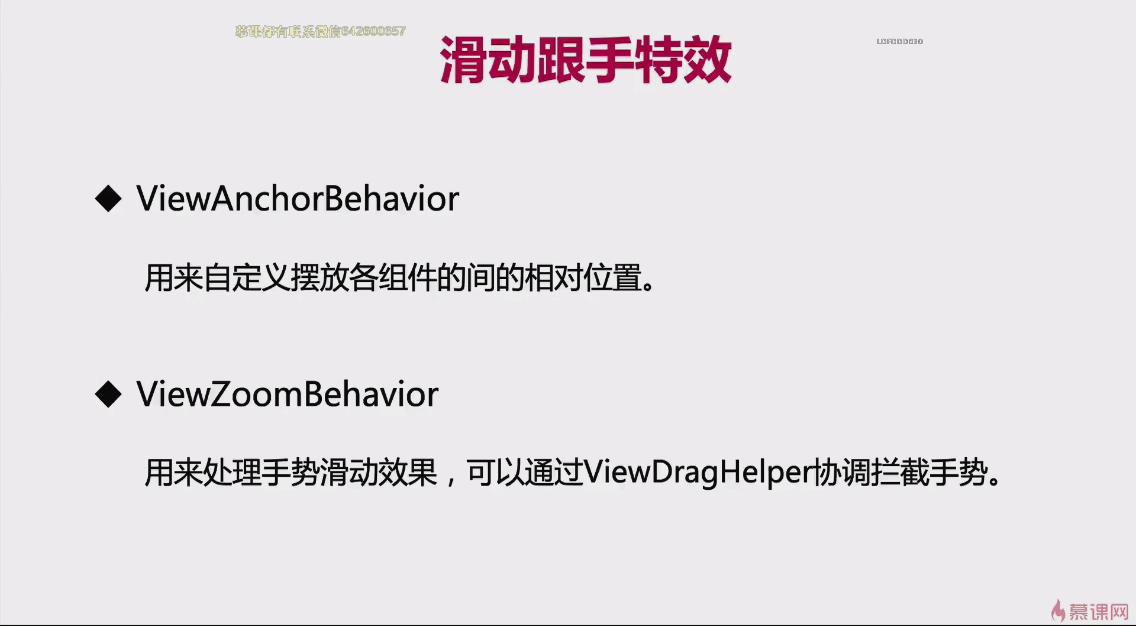 滑动跟手特效
◆ ViewAnchorBehavior
用来自定义摆放各组件的间的相对位置。
◆ ViewZoomBehavior
用来处理手势滑动效果，可以通过ViewDragHelper协调拦截手势。
慕课网